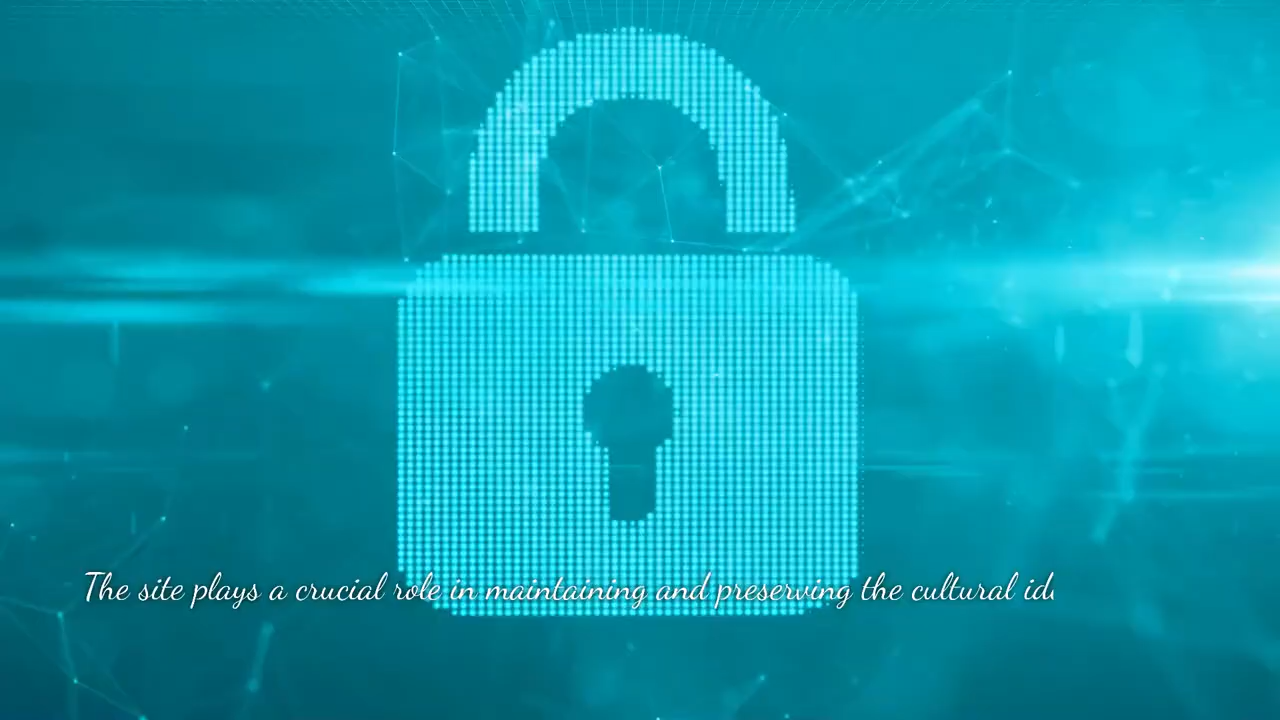 The site plays a crucial role in maintaining and preserving the cultural